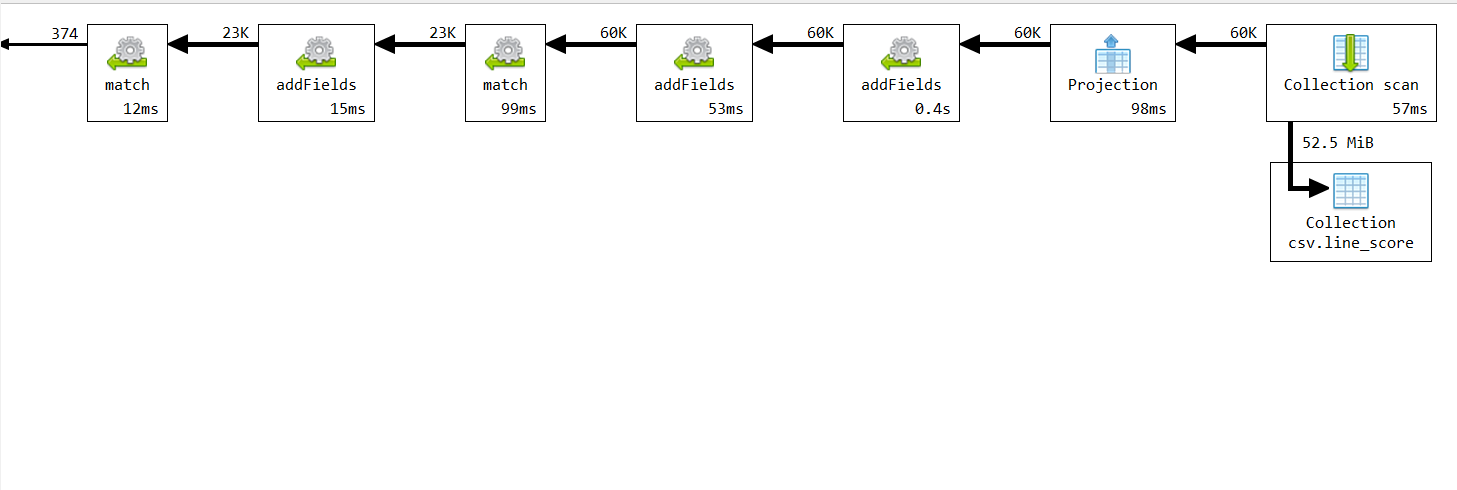 374
23K
23K
60K
60K
60K
60K
match
12ms
addFields
15ms
match
99ms
addFields
53ms
addFields
0.4s
Projection
98ms
Collection scan
57ms
52.5 MiB
Collection
csv.line_score